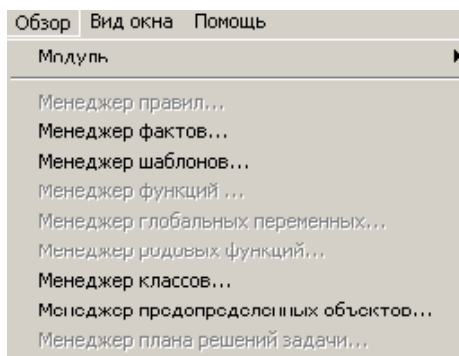 Обзор Вид окна Помощь
Модуль
Менеджер правил...
Менеджер фактов...
Менеджер шаблонов...
Менеджер функций ...
Менеджер глобальных переменных...
Менеджер родовых функций...
Менеджер классов...
Менеджер предопределенных объектов...
Менеджер плана решений задачи...